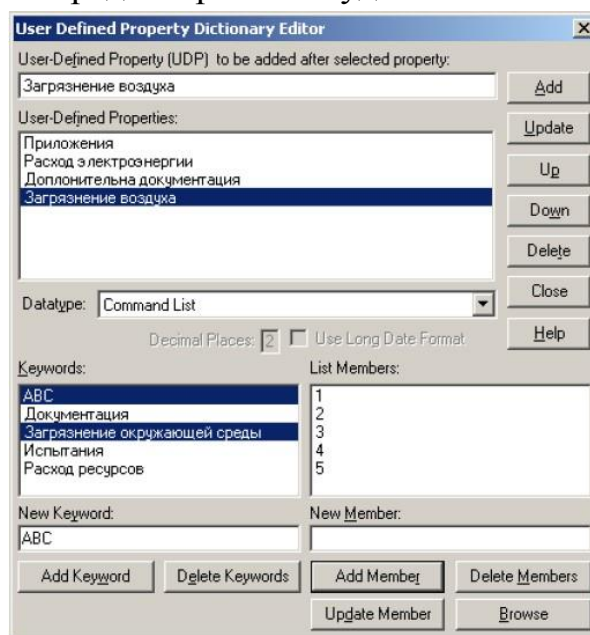 User Defined Property Dictionary Editor
User-Defined Property (UDP) to be added after selected property:
Загрязнение воздуха
Add
User-Defined Properties:
Update
Приложения
Расход электроэнергии
Доплонительна документация
Загрязнение воздуха
Up
Down
Delete
Close
Datatype: Command List
Decimal Places: 2 Use Long Date Format
Help
Keywords:
ABC
Документация
Загрязнение окружающей среды
Испытания
Расход ресурсов
List Members:
1
2
3
4
5
New Keyword:
ABC
New Member:
Add Keyword
Delete Keywords
Add Member
Delete Members
Update Member
Browse